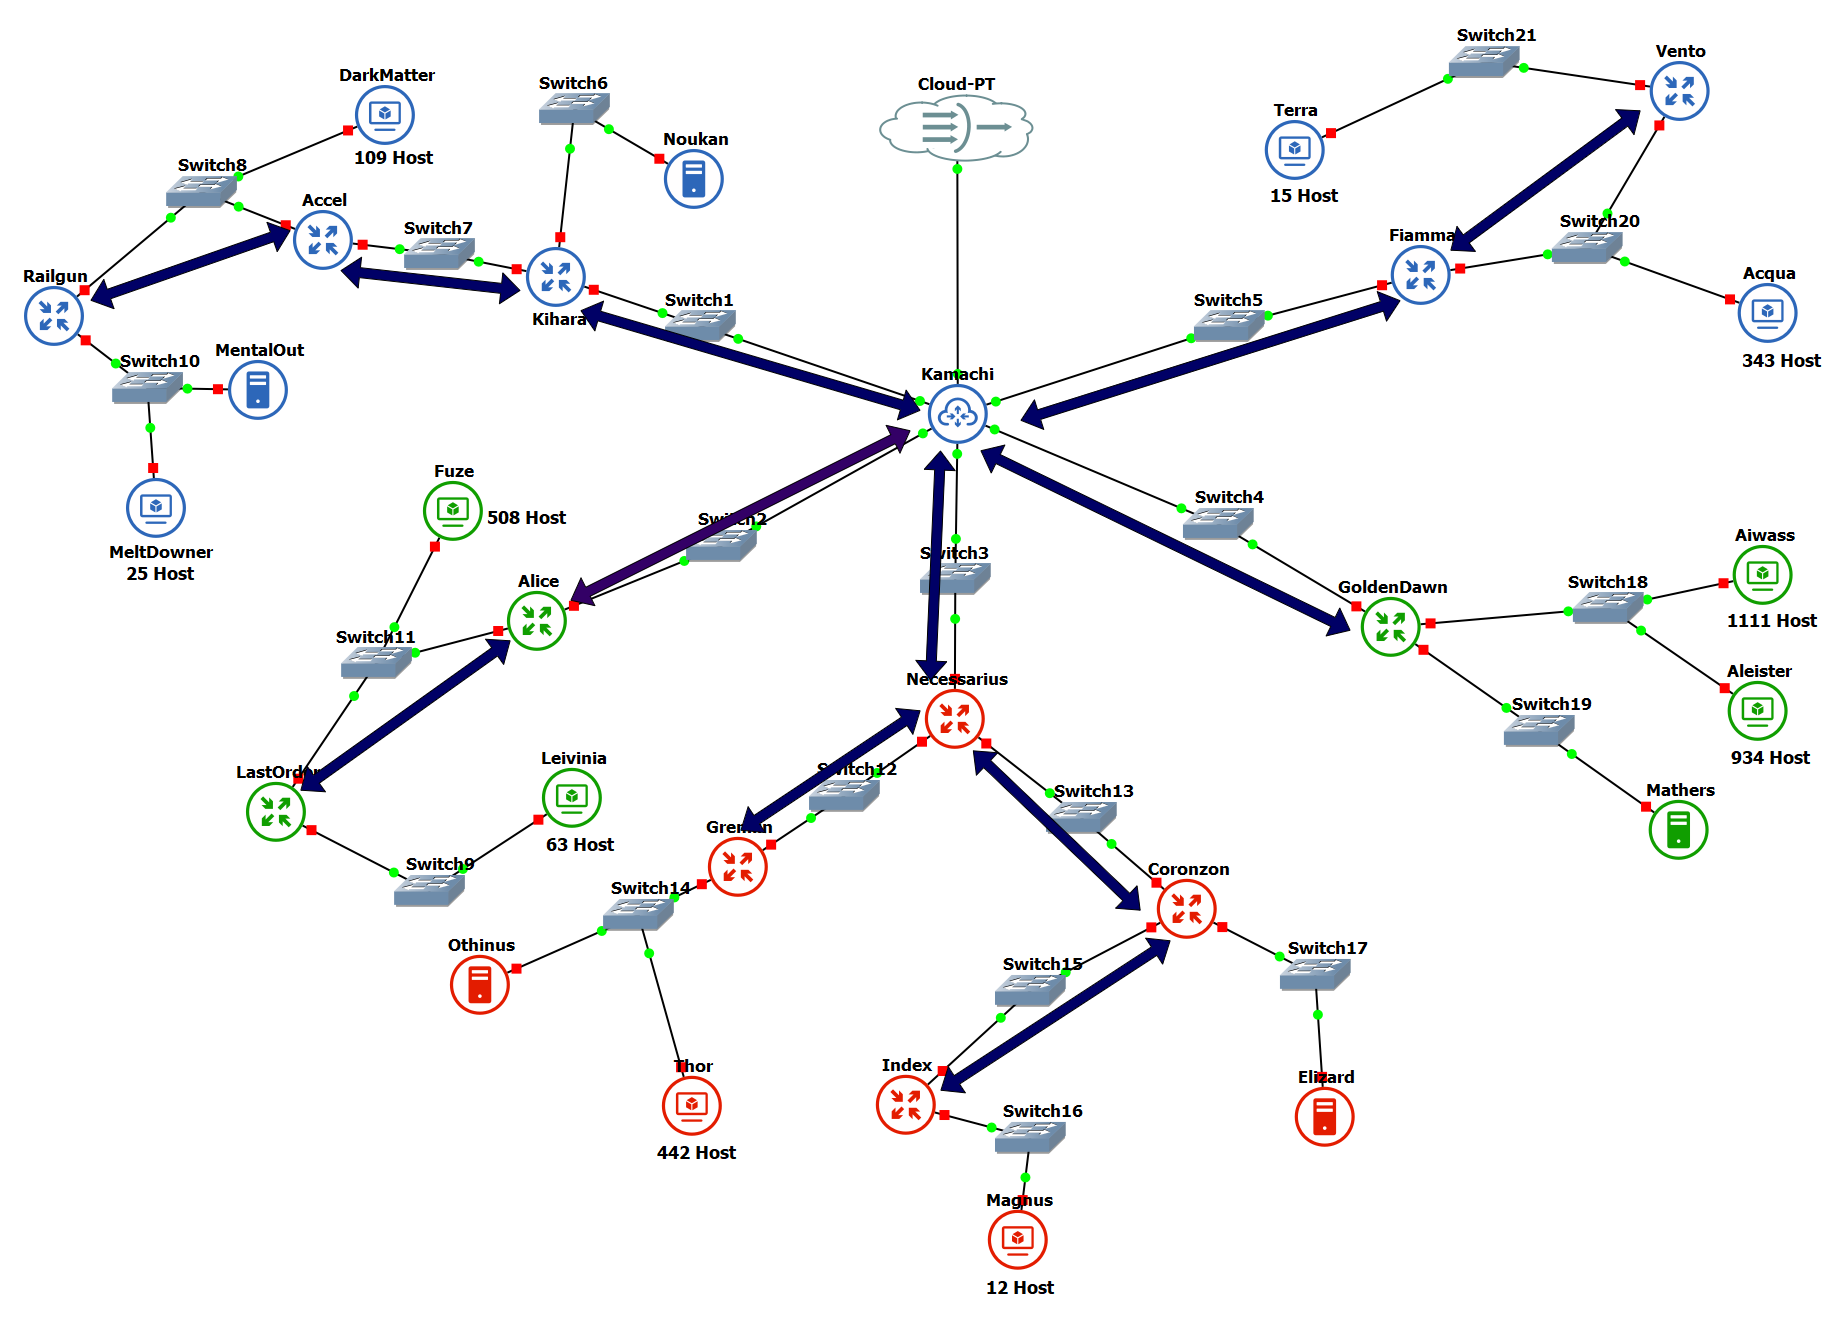 Switch21
Vento
DarkMatter
Switch6
Cloud-PT
Terra
109 Host
Noukan
Switch8
15 Host
Accel
Switch7
Switch20
Fiamma
Railgun
Acqua
Switch1
Switch5
Kihara
MentalOut
Switch10
343 Host
Kamachi
Fuze
508 Host
Switch4
Switch2
MeltDowner
25 Host
Switch3
Aiwass
Alice
Switch18
GoldenDawn
1111 Host
Switch11
Necessarius
Aleister
Switch19
LastOrder
Leivinia
934 Host
Switch12
Switch13
Mathers
Gremlin
63 Host
Switch9
Coronzon
Switch14
Othinus
Switch17
Switch15
Thor
Index
Elizard
Switch16
442 Host
Magnus
12 Host